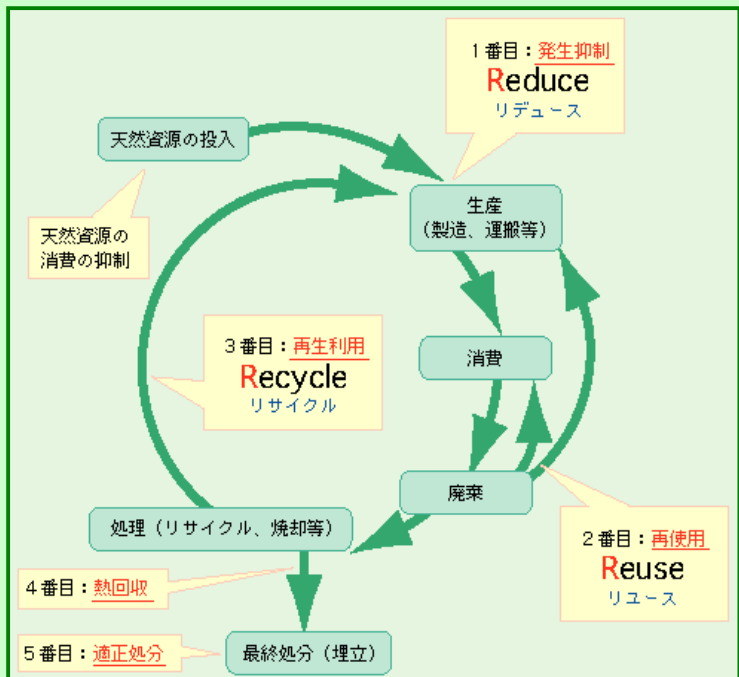 1番目：発生抑制
Reduce
リデュース
天然資源の投入
天然資源の
消費の抑制
生産
（製造、運搬等）
3番目：再生利用
Recycle
リサイクル
消費
廃棄
処理（リサイクル、焼却等）
2番目：再使用
Reuse
リユース
4番目：熱回収
5番目：適正処分
最終処分（埋立）